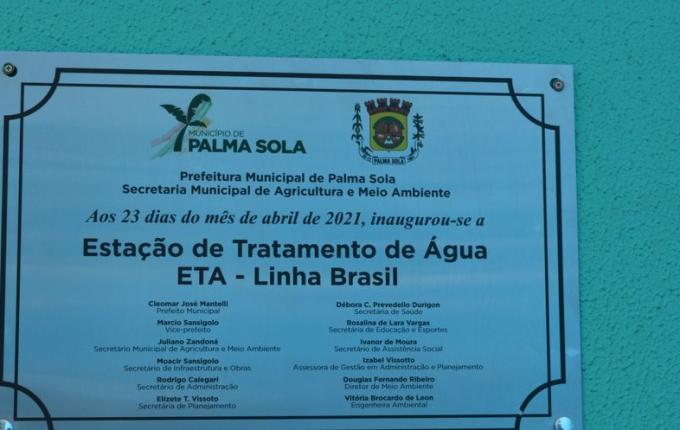 MUNICÍPIO DE
PALMA SOLA
PALMA SOLA
Prefeitura Municipal de Palma Sola
Secretaria Municipal de Agricultura e Meio Ambiente
Aos 23 dias do mês de abril de 2021, inaugurou-se a
Estação de Tratamento de Água
ETA - Linha Brasil
Cleomar José Mantelli
Prefeito Municipal
Marcio Sansigolo
Vice-prefeito
Juliano Zandoná
Secretário Municipal de Agricultura e Meio Ambiente
Moacir Sansigolo
Secretário de Infraestrutura e Obras
Rodrigo Calegari
Secretário de Administração
Elizete T. Vissoto
Secretária de Planejamento
Débora C. Prevedello Durigon
Secretária de Saúde
Rosalina de Lara Vargas
Secretária de Educação e Esportes
Ivanor de Moura
Secretário de Assistência Social
Izabel Vissotto
Assessora de Gestão em Administração e Planejamento
Douglas Fernando Ribeiro
Diretor de Meio Ambiente
Vitória Brocardo de Leon
Engenheira Ambiental